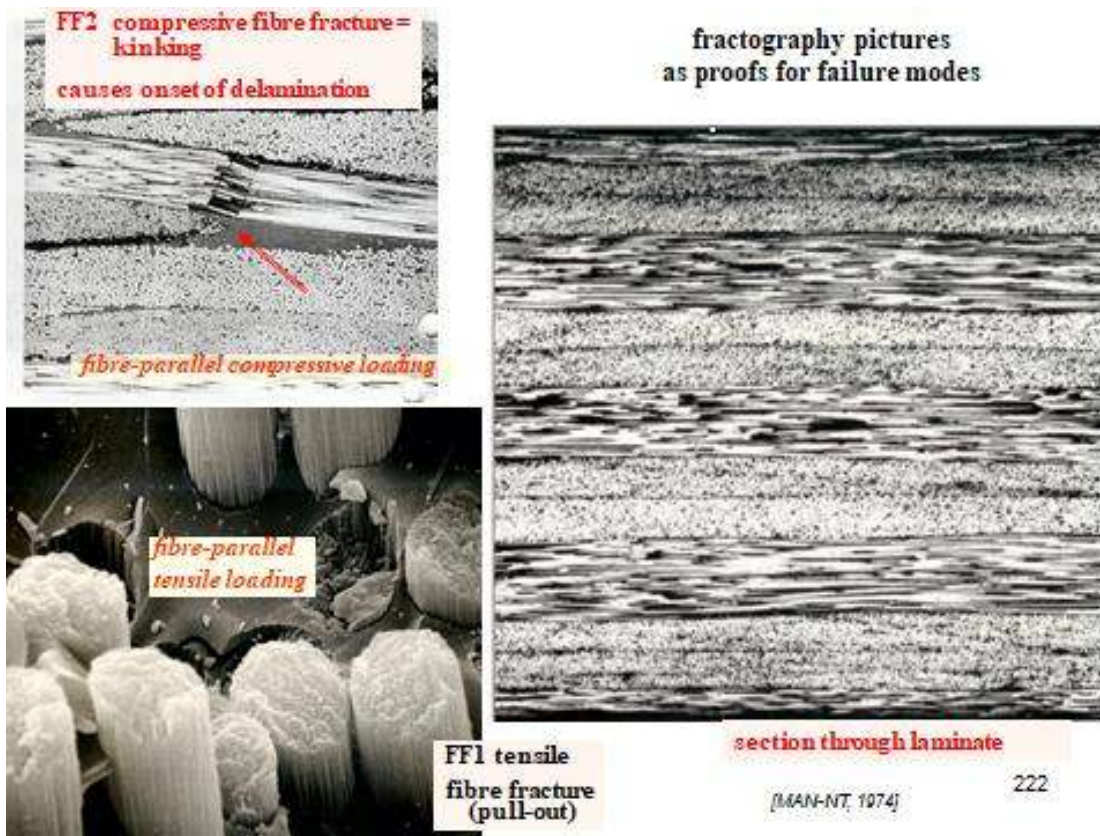 FF2 compressive fibre fracture =
kinking
causes onset of delamination
fibre-parallel compressive loading
fractography pictures
as proofs for failure modes
fibre-parallel
tensile loading
FF1 tensile
fibre fracture
(pull-out)
section through laminate
[MAN-NT, 1974]
222